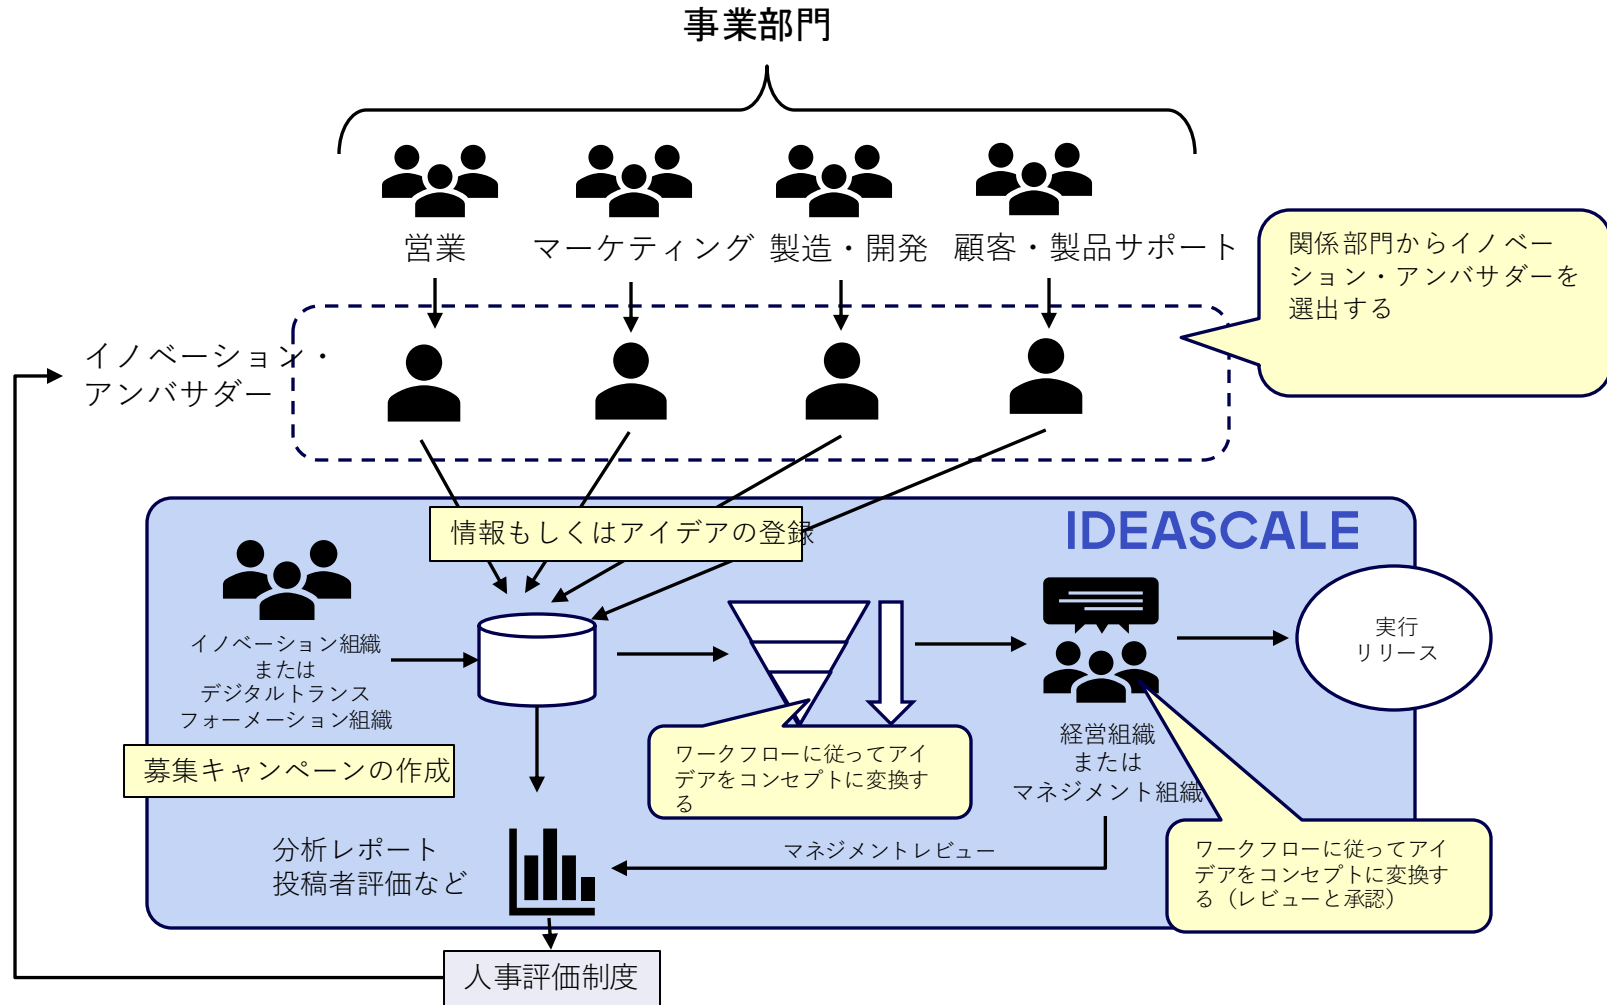 事業部門
営業
マーケティング
製造・開発
顧客・製品サポート
関係部門からイノベー
ション・アンバサダーを
選出する
イノベーション・
アンバサダー
情報もしくはアイデアの登録
IDEASCALE
イノベーション組織
または
デジタルトランス
フォーメーション組織
実行
リリース
募集キャンペーンの作成
ワークフローに従ってアイ
デアをコンセプトに変換す
る
経営組織
または
マネジメント組織
分析レポート
投稿者評価など
マネジメントレビュー
ワークフローに従ってアイ
デアをコンセプトに変換す
る（レビューと承認）
人事評価制度